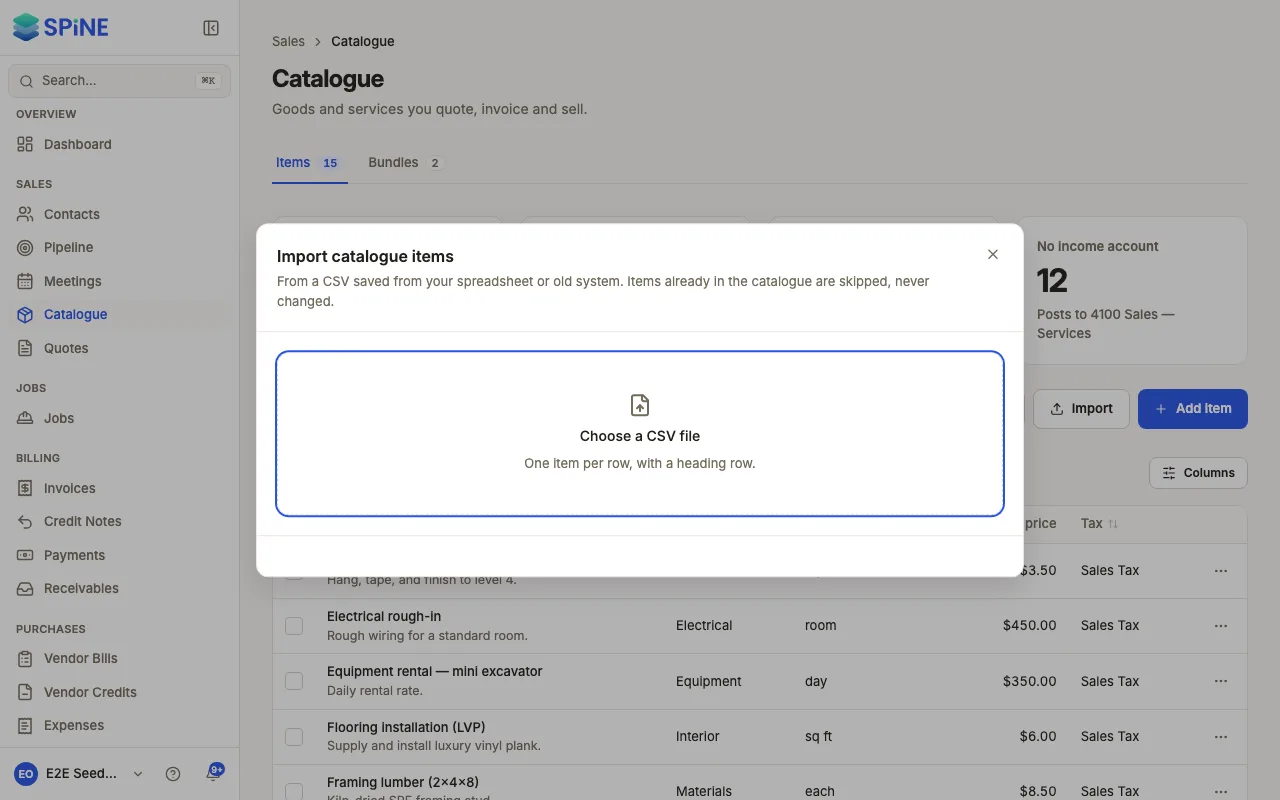 SPiNE
Search...
⌘K
OVERVIEW
Dashboard
SALES
Contacts
Pipeline
Meetings
Catalogue
Quotes
JOBS
Jobs
BILLING
Invoices
Credit Notes
Payments
Receivables
PURCHASES
Vendor Bills
Vendor Credits
Expenses
EO E2E Seed...
9+
Sales > Catalogue
Catalogue
Goods and services you quote, invoice and sell.
Items 15 Bundles 2
No income account
12
Posts to 4100 Sales —
Services
Import catalogue items
From a CSV saved from your spreadsheet or old system. Items already in the catalogue are skipped, never
changed.
Choose a CSV file
One item per row, with a heading row.
Import
+ Add Item
Columns
price Tax
$3.50 Sales Tax
Hang, tape, and finish to level 4.
Electrical rough-in
Rough wiring for a standard room.
Electrical room $450.00 Sales Tax
Equipment rental — mini excavator
Daily rental rate.
Equipment day $350.00 Sales Tax
Flooring installation (LVP)
Supply and install luxury vinyl plank.
Interior sq ft $6.00 Sales Tax
Framing lumber (2×4×8)
Kiln-dried SPF framing stud.
Materials each $8.50 Sales Tax